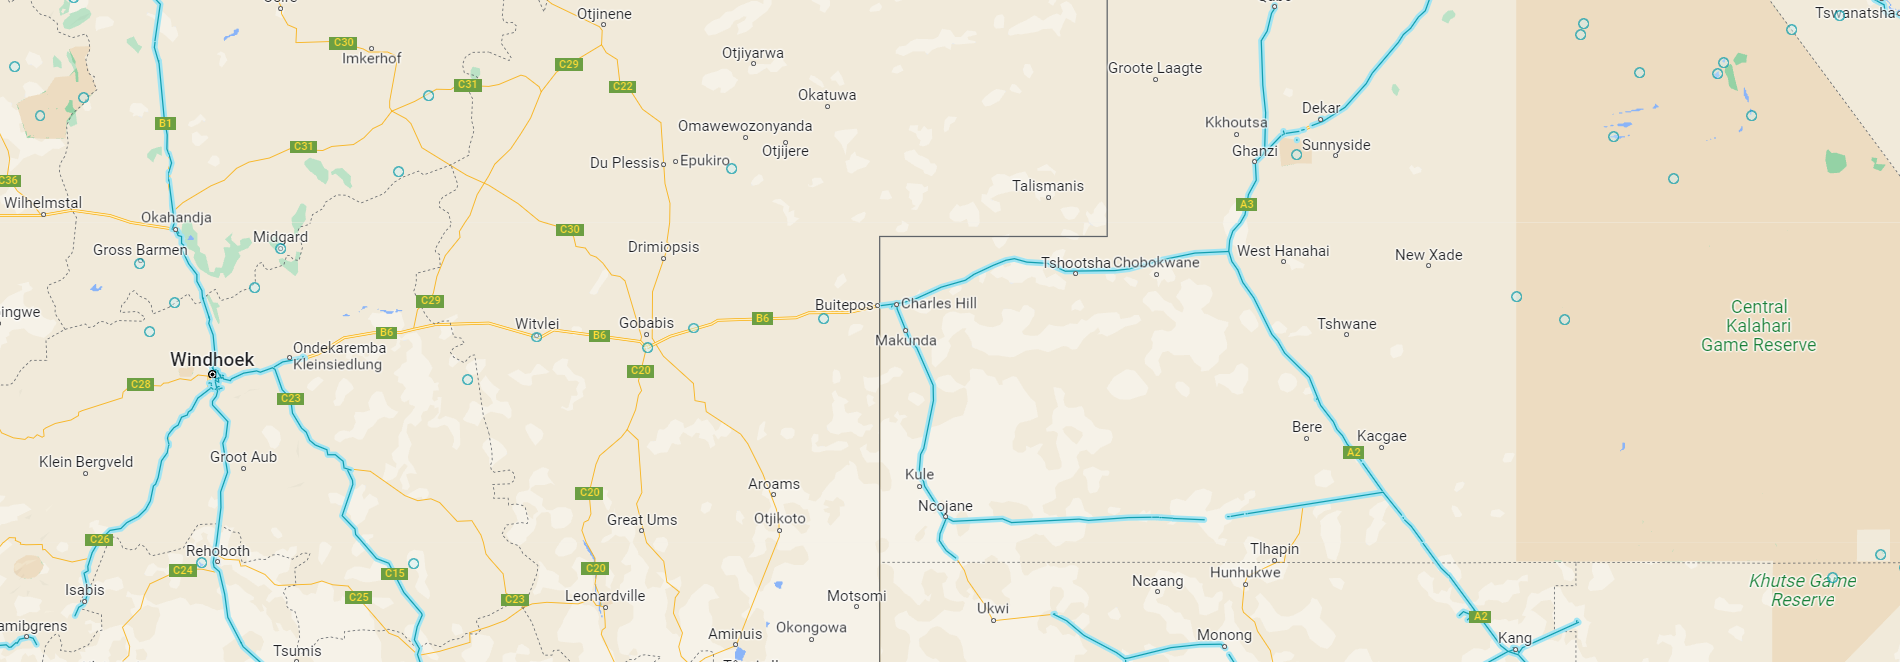 Otjinene
Tswanatsha
C30
Imkerhof
Otjiyarwa
C29
Groote Laagte
C31
C22
Okatuwa
Dekar
B1
Omawewozonyanda
Kkhoutsa
C31
Otjijere
Ghanzi
Sunnyside
Du Plessis
Epukiro
C36
Talismanis
Wilhelmstal
A3
Okahandja
C30
Midgard
Gross Barmen
Drimiopsis
West Hanahai
New Xade
Tshootsha
Chobokwane
C29
Buitepos
Charles Hill
Central
Kalahari
Game Reserve
ingwe
Witvlei
Gobabis
B6
B6
B6
Tshwane
Makunda
Ondekaremba
Kleinsiedlung
Windhoek
C20
C28
C23
Bere
Kacgae
A2
Groot Aub
Klein Bergveld
Kule
Aroams
C20
Ncojane
Great Ums
Otjikoto
C26
Rehoboth
Tlhapin
C24
C15
C20
Hunhukwe
Ncaang
Khutse Game
Reserve
Isabis
C25
C23
Leonardville
Motsomi
Ukwi
A2
amibgrens
Okongowa
Aminuis
Monong
Kang
Tsumis